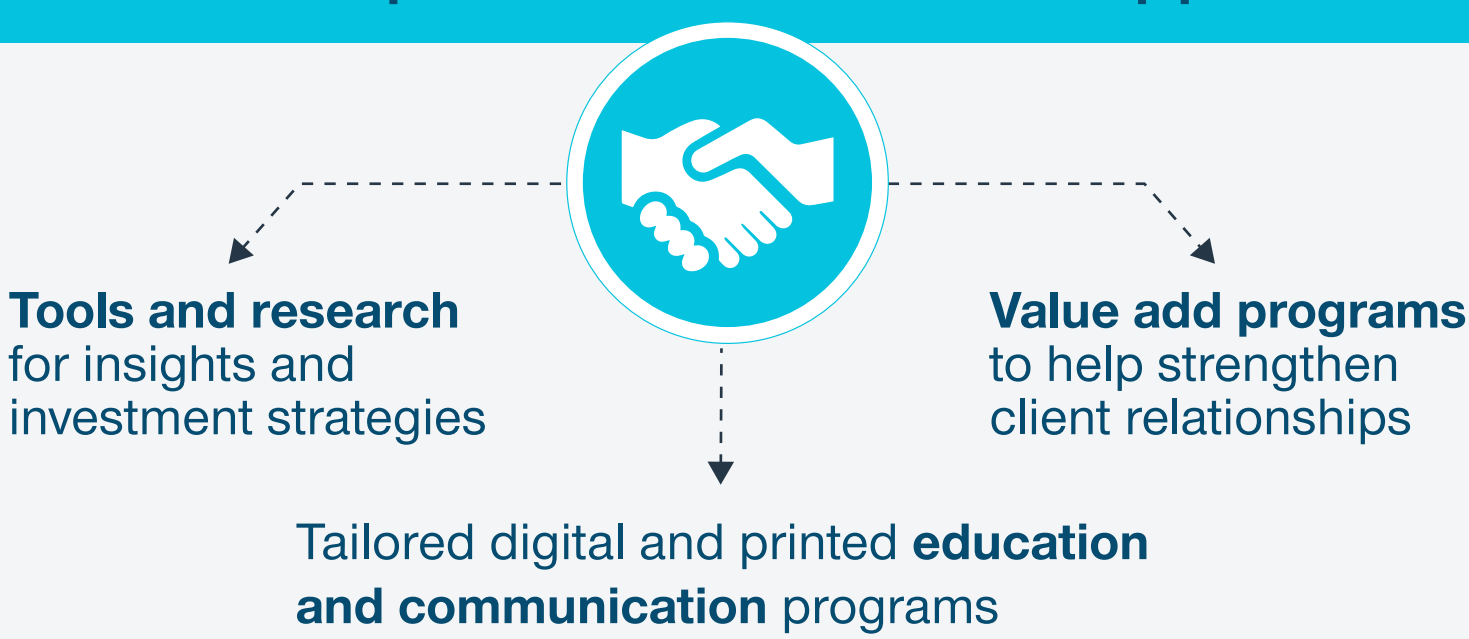 Tools and research
for insights and
investment strategies
Value add programs
to help strengthen
client relationships
Tailored digital and printed education
and communication programs